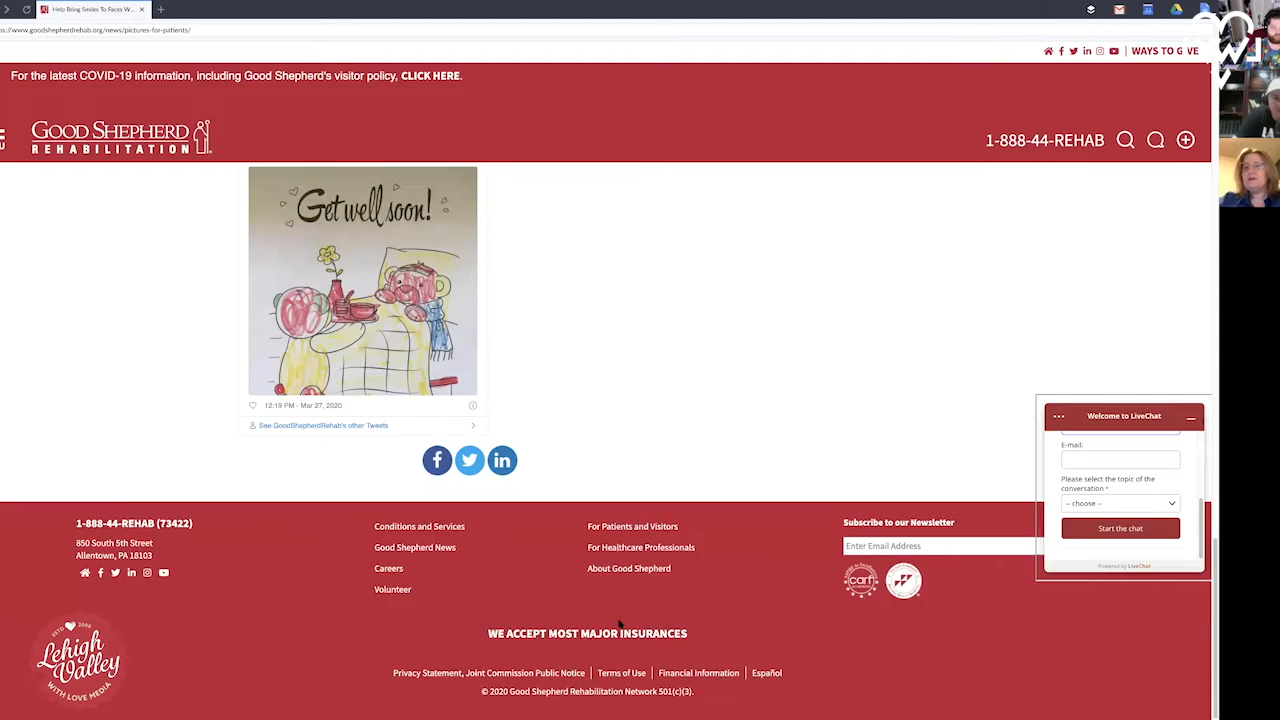 Help Bring Smiles To Faces W...
ps://www.goodshepherdrehab.org/news/pictures-for-patients/
WAYS TO GIVE
For the latest COVID-19 information, including Good Shepherd's visitor policy, CLICK HERE.
GOOD SHEPHERD
REHABILITATION
1-888-44-REHAB
Get well soon!
12:19 PM - Mar 27, 2020
See GoodShepherdRehab's other Tweets
Welcome to LiveChat
E-mail:
Please select the topic of the
conversation *
-- choose --
Start the chat
Powered by LiveChat
1-888-44-REHAB (73422)
850 South 5th Street
Allentown, PA 18103
Conditions and Services
Good Shepherd News
Careers
Volunteer
For Patients and Visitors
For Healthcare Professionals
About Good Shepherd
Subscribe to our Newsletter
Enter Email Address
carf
WE ACCEPT MOST MAJOR INSURANCES
Privacy Statement, Joint Commission Public Notice
Terms of Use
Financial Information
Español
© 2020 Good Shepherd Rehabilitation Network 501(c)(3).
ESTD 2000
Lehigh
Valley
WITH LOVE MEDIA